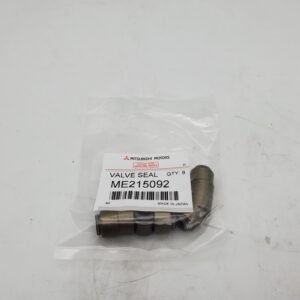 MITSUBISHI MOTORS
VALVE SEAL QTY: 8
ME215092
MADE IN JAPAN